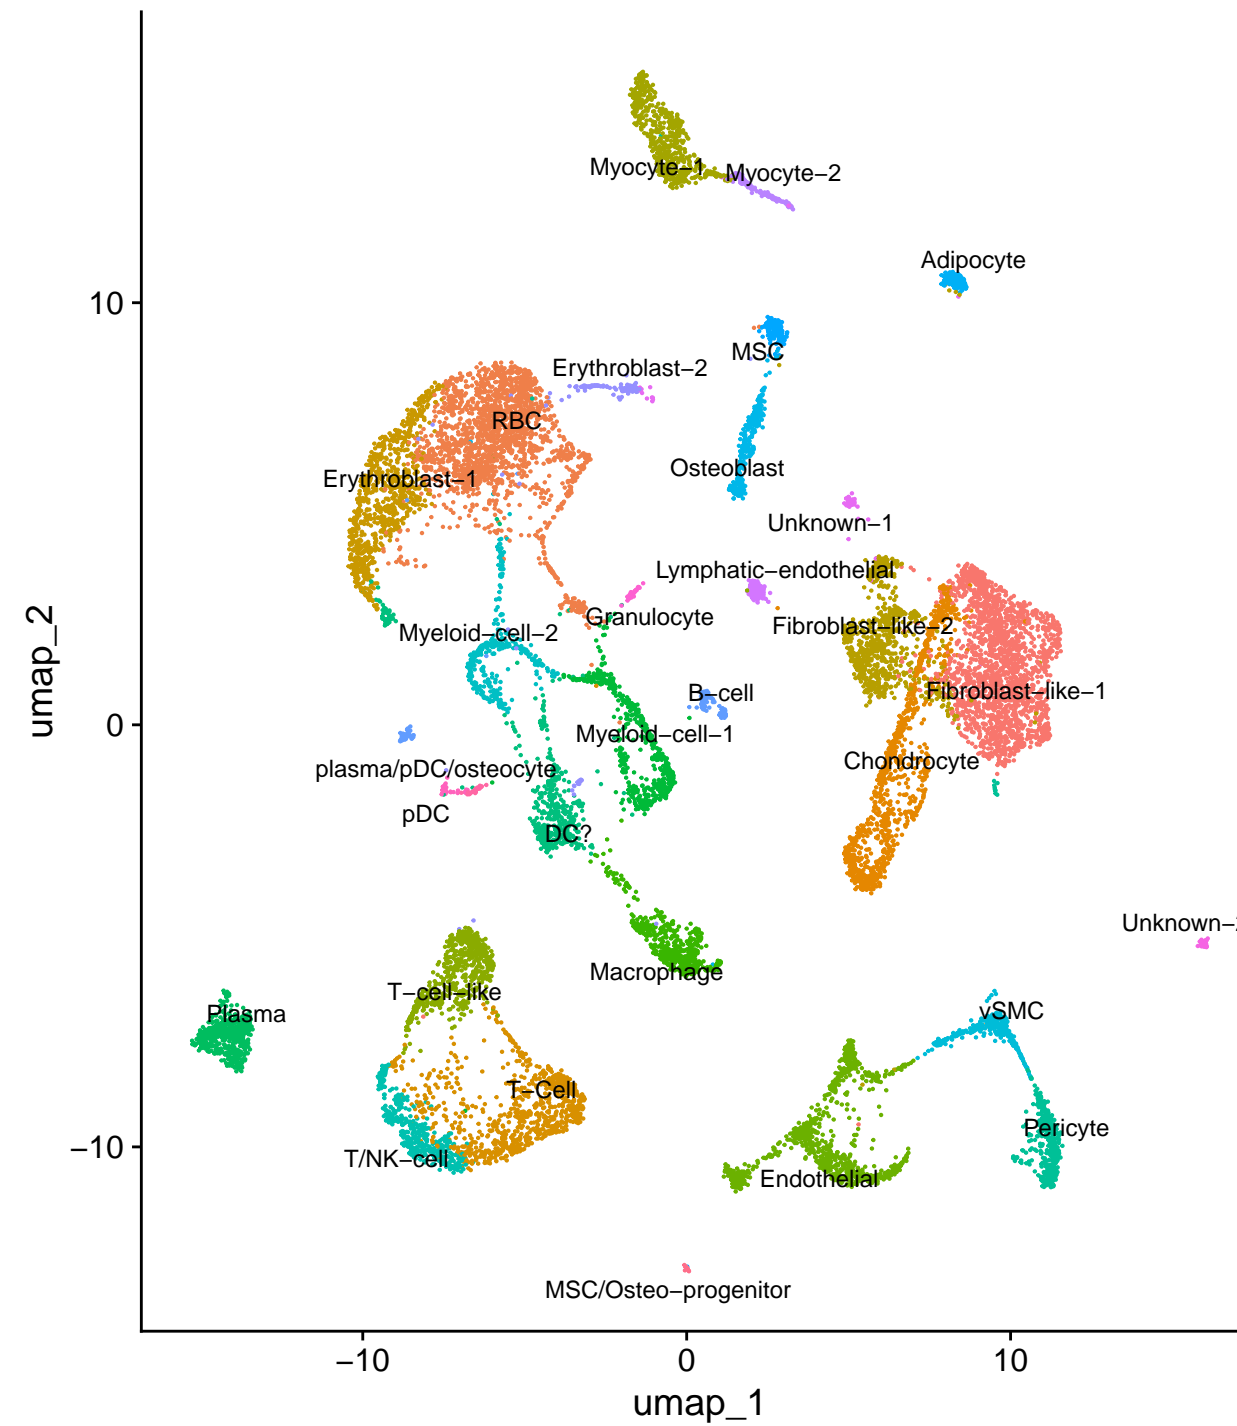 Myocyte−1
Myocyte−2
Adipocyte
10
MSC
Erythroblast−2
RBC
Osteoblast
Erythroblast−1
Unknown−1
Lymphatic−endothelial
Granulocyte
Fibroblast−like−2
Myeloid−cell−2
Fibroblast−like−1
B−cell
umap_2
0
Myeloid−cell−1
Chondrocyte
plasma/pDC/osteocyte
pDC
DC?
Unknown−2
Macrophage
T−cell−like
vSMC
Plasma
T−Cell
Pericyte
−10
T/NK−cell
Endothelial
MSC/Osteo−progenitor
−10
0
10
umap_1